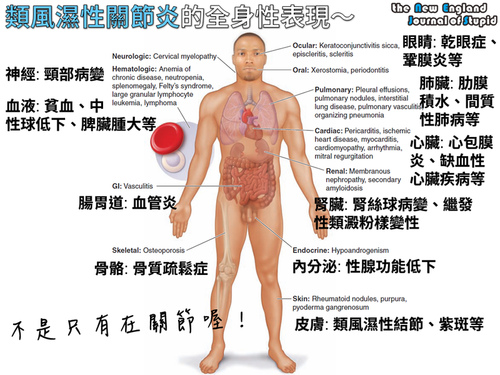 類風濕性關節炎的全身性表現～
the New England
Journal of Stupid
Neurologic: Cervical myelopathy
神經: 頸部病變
Hematologic: Anemia of
chronic disease, neutropenia,
splenomegaly, Felty's syndrome,
large granular lymphocyte
leukemia, lymphoma
血液: 貧血、中
性球低下、脾臟腫大等
GI: Vasculitis
腸胃道: 血管炎
Skeletal: Osteoporosis
骨骼: 骨質疏鬆症
不是只有在關節喔！
Ocular: Keratoconjunctivitis sicca,
episcleritis, scleritis
眼睛: 乾眼症、
鞏膜炎等
Oral: Xerostomia, periodontitis
Pulmonary: Pleural effusions,
pulmonary nodules, interstitial
lung disease, pulmonary vasculitis,
organizing pneumonia
肺臟: 肋膜
積水、間質
性肺病等
Cardiac: Pericarditis, ischemic
heart disease, myocarditis,
cardiomyopathy, arrhythmia,
mitral regurgitation
心臟: 心包膜
炎、缺血性
心臟疾病等
Renal: Membranous
nephropathy, secondary
amyloidosis
腎臟: 腎絲球病變、繼發
性類澱粉樣變性
Endocrine: Hypoandrogenism
內分泌: 性腺功能低下
Skin: Rheumatoid nodules, purpura,
pyoderma gangrenosum
皮膚: 類風濕性結節、紫斑等